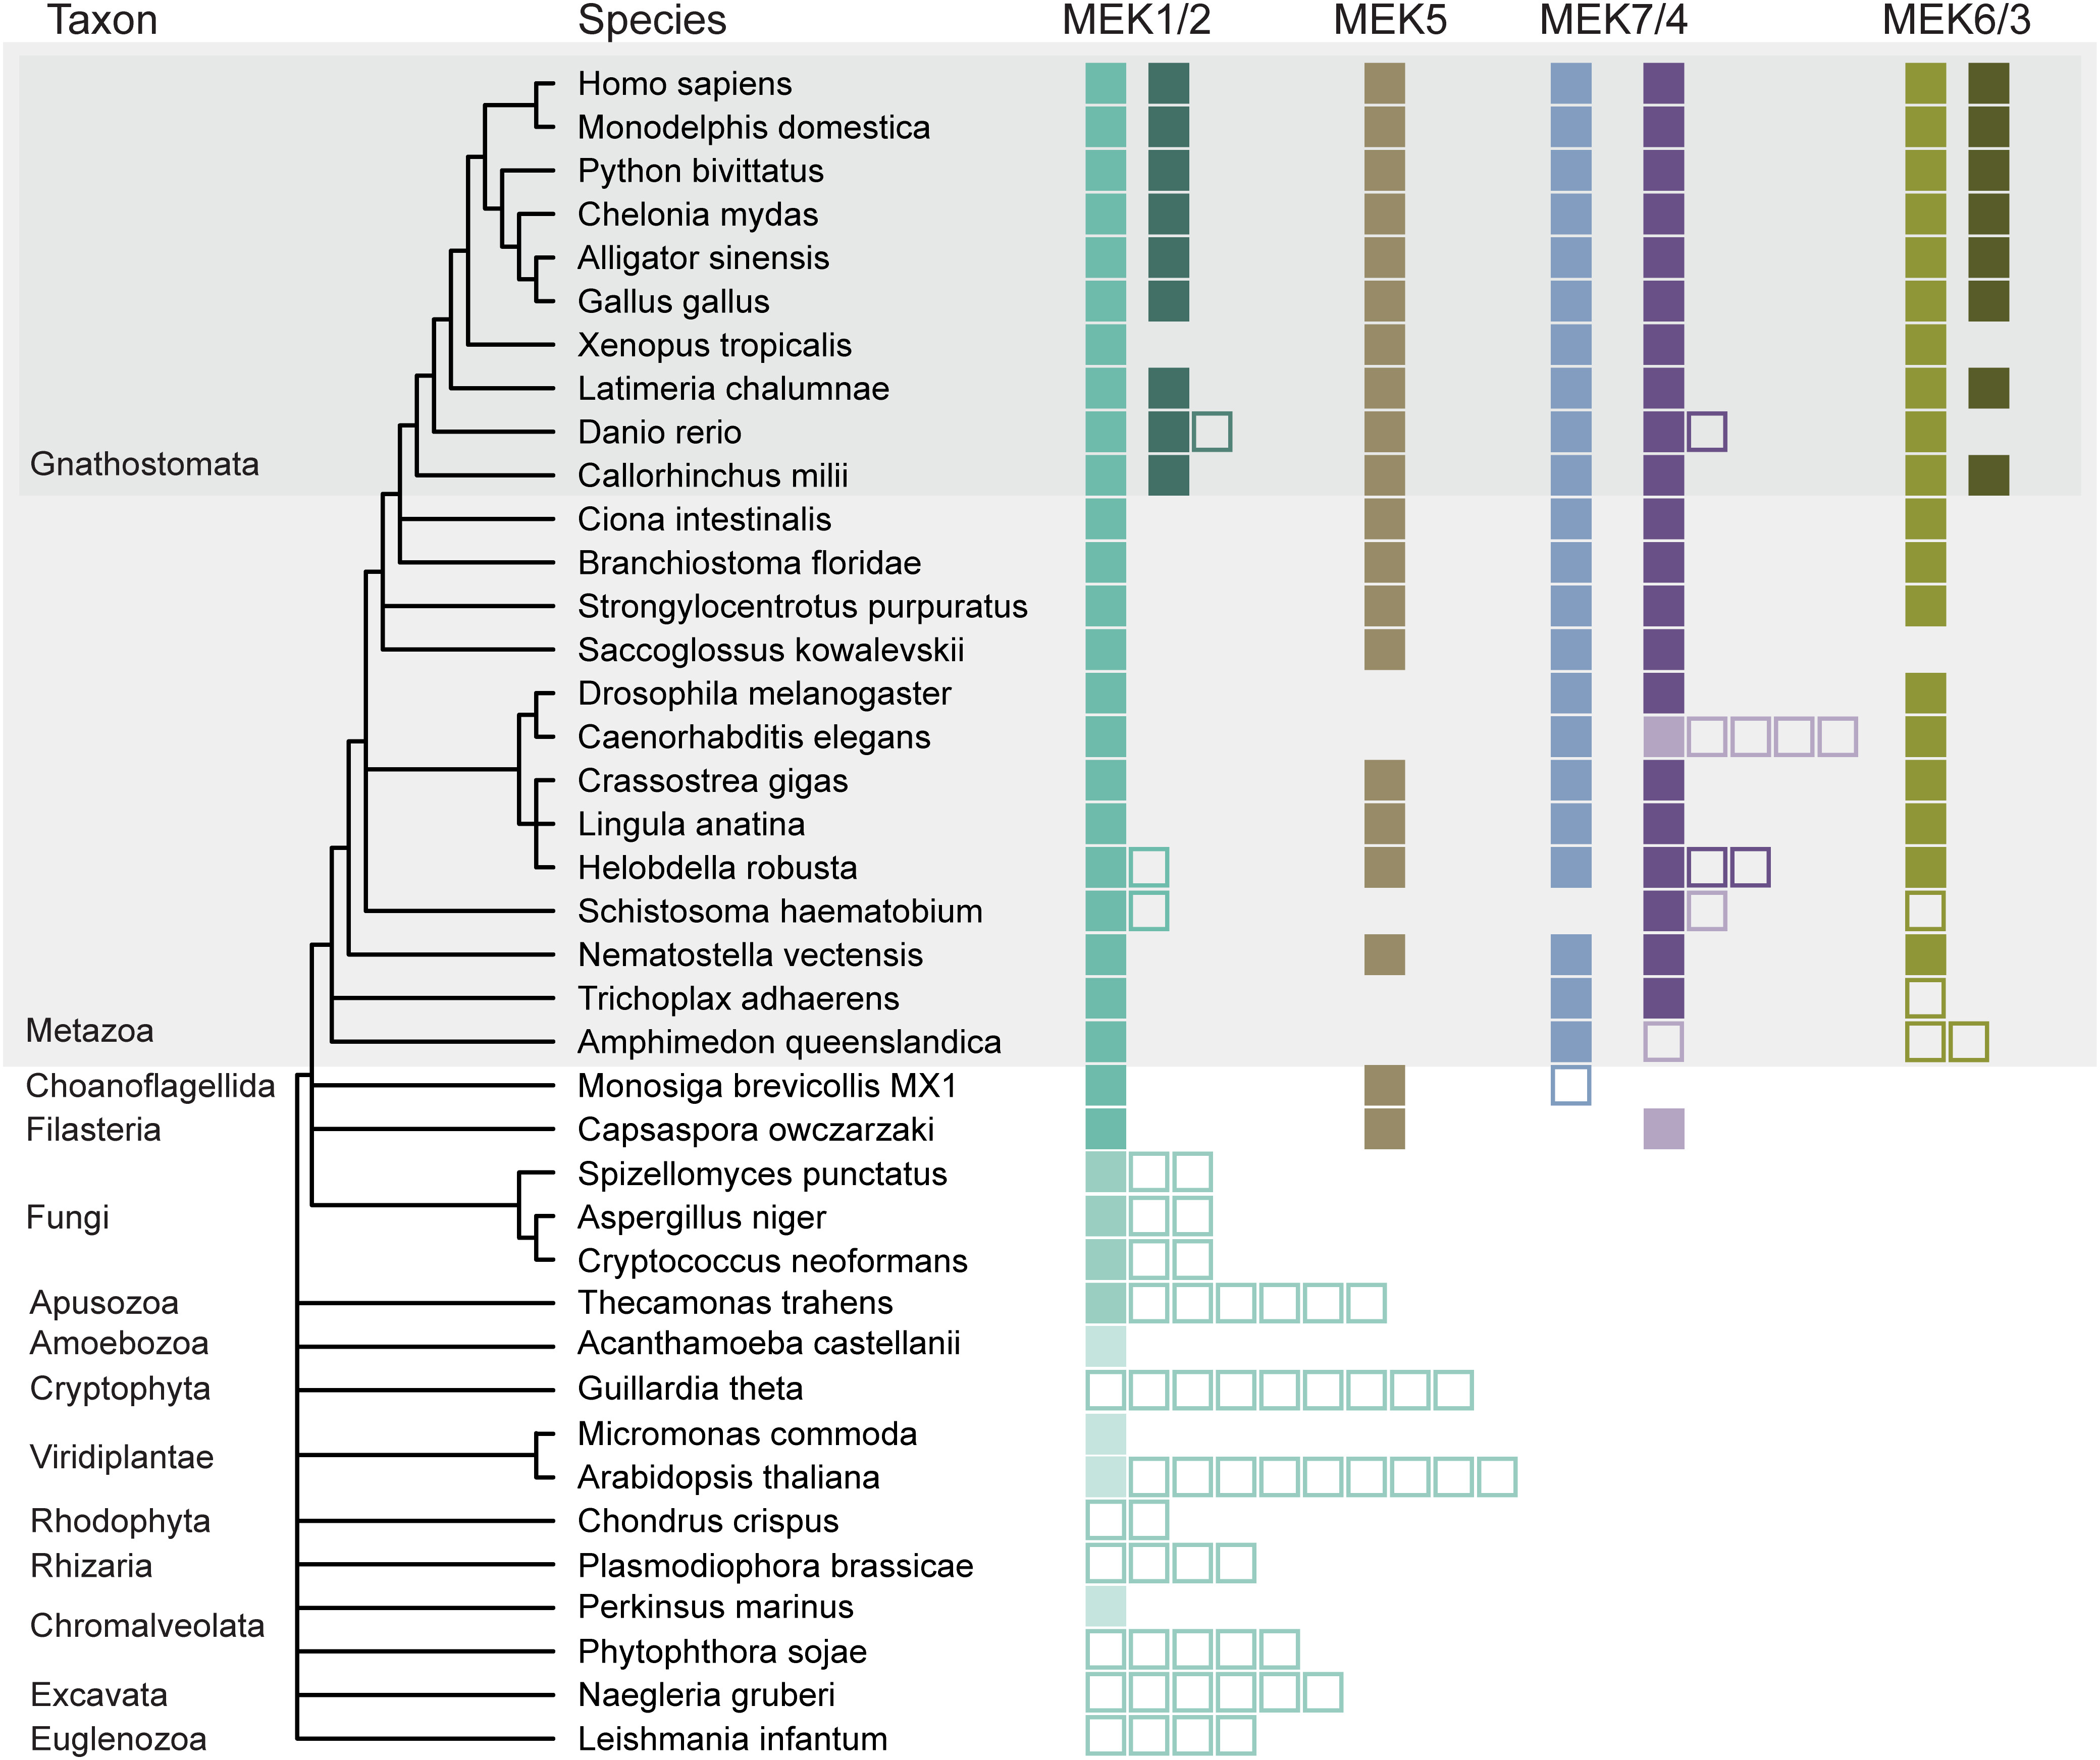 Taxon Species MEK1/2 MEK5 MEK7/4 MEK6/3
Homo sapiens
Monodelphis domestica
Python bivittatus
Chelonia mydas
Alligator sinensis
Gallus gallus
Xenopus tropicalis
Latimeria chalumnae
Danio rerio
Gnathostomata
Callorhinchus milii
Ciona intestinalis
Branchiostoma floridae
Strongylocentrotus purpuratus
Saccoglossus kowalevskii
Drosophila melanogaster
Caenorhabditis elegans
Crassostrea gigas
Lingula anatina
Helobdella robusta
Schistosoma haematobium
Nematostella vectensis
Trichoplax adhaerens
Metazoa
Amphimedon queenslandica
Choanoflagellida Monosiga brevicollis MX1
Filasteria Capsaspora owczarzaki
Spizellomyces punctatus
Fungi Aspergillus niger
Cryptococcus neoformans
Apusozoa Thecamonas trahens
Amoebozoa Acanthamoeba castellanii
Cryptophyta Guillardia theta
Micromonas commoda
Viridiplantae
Arabidopsis thaliana
Rhodophyta Chondrus crispus
Rhizaria Plasmodiophora brassicae
Perkinsus marinus
Chromalveolata
Phytophthora sojae
Excavata Naegleria gruberi
Euglenozoa Leishmania infantum